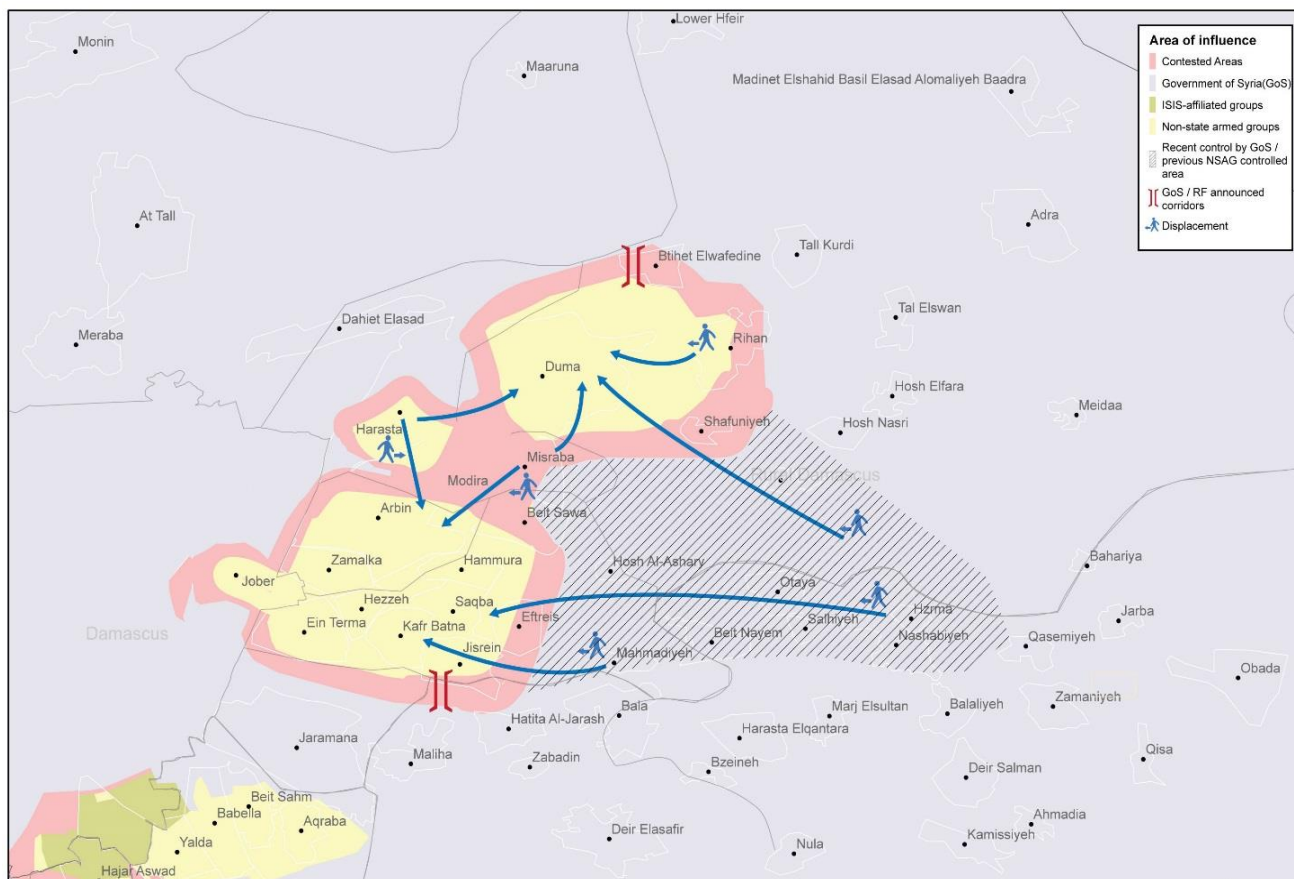 Lower Hfeir
Monin
Maaruna
Madinet Elshahid Basil Elasad Alomaliyeh Baadra
Area of influence
Contested Areas
Government of Syria(GoS)
ISIS-affiliated groups
Non-state armed groups
Recent control by GoS /
previous NSAG controlled
area
GoS / RF announced
corridors
Displacement
At Tall
Adra
Tall Kurdi
Btihet Elwafedine
Tal Elswan
Dahiet Elasad
Meraba
Rihan
Duma
Hosh Elfara
Meidaa
Harasta
Shafuniyeh
Hosh Nasri
Misraba
Modira
Rural Damascus
Arbin
Beit Sawa
Zamalka
Hammura
Hosh Al-Ashary
Bahariya
Jober
Otaya
Hezzeh
Saqba
Hzrma
Jarba
Ein Terma
Kafr Batna
Eftreis
Salhiyeh
Damascus
Beit Nayem
Nashabiyeh
Qasemiyeh
Jisrein
Mahmadiyeh
Obada
Zamaniyeh
Bala
Marj Elsultan
Balaliyeh
Hatita Al-Jarash
Harasta Elqantara
Jaramana
Maliha
Zabadin
Bzeineh
Qisa
Deir Salman
Beit Sahm
Babella
Aqraba
Ahmadia
Deir Elasafir
Kamissiyeh
Yalda
Nula
Hajar Aswad